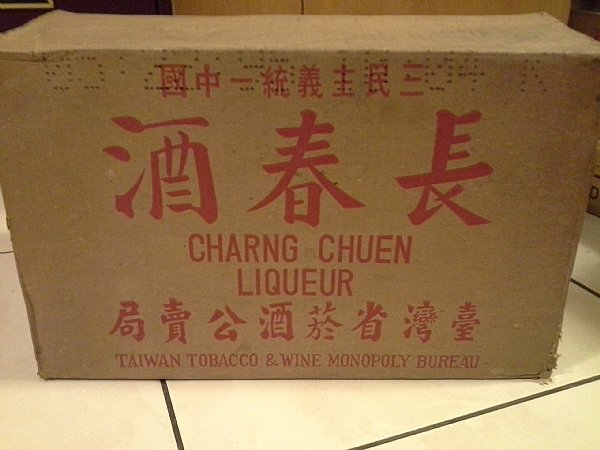 三民主義統一中國
長春酒
CHARNG CHUEN
LIQUEUR
臺灣省菸酒公賣局
TAIWAN TOBACCO & WINE MONOPOLY BUREAU